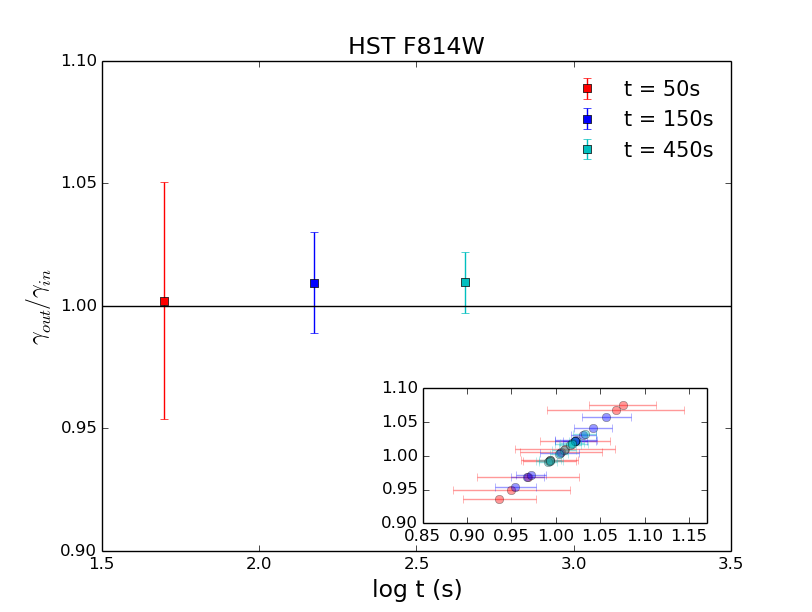 HST F814W
1.10
1.05
1.00
0.95
0.90
γout/γin
t = 50s
t = 150s
t = 450s
1.10
1.05
1.00
0.95
0.90
0.85 0.90 0.95 1.00 1.05 1.10 1.15
1.5 2.0 2.5 3.0 3.5
log t (s)